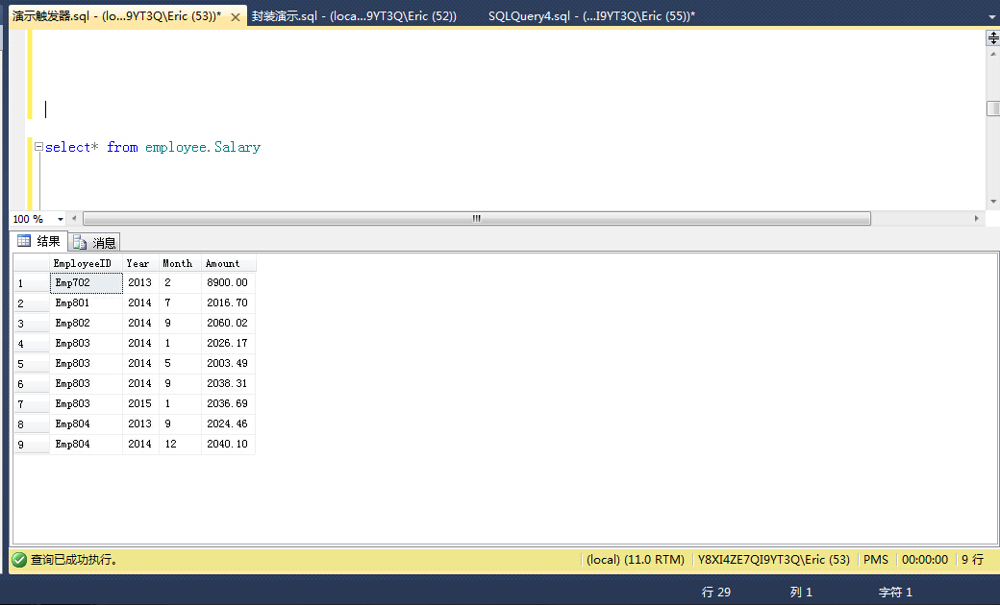 演示触发器.sql - (lo...9YT3Q\Eric (53))* 封装演示.sql - (loca...9YT3Q\Eric (52)) SQLQuery4.sql - (...I9YT3Q\Eric (55))*
select* from employee.Salary
100 %
结果 消息
EmployeeID Year Month Amount
1 Emp702 2013 2 8900.00
2 Emp801 2014 7 2016.70
3 Emp802 2014 9 2060.02
4 Emp803 2014 1 2026.17
5 Emp803 2014 5 2003.49
6 Emp803 2014 9 2038.31
7 Emp803 2015 1 2036.69
8 Emp804 2013 9 2024.46
9 Emp804 2014 12 2040.10
查询已成功执行。 (local) (11.0 RTM) Y8XI4ZE7QI9YT3Q\Eric (53) PMS 00:00:00 9 行
行 29 列 1 字符 1